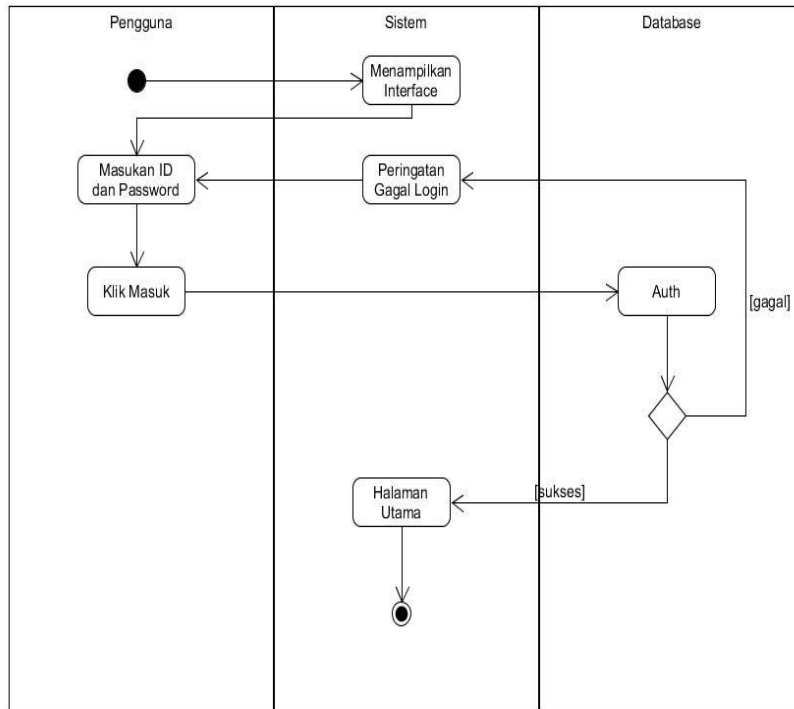 Pengguna
Sistem
Database
Menampilkan
Interface
Masukan ID
dan Password
Peringatan
Gagal Login
Klik Masuk
Auth
[gagal]
[sukses]
Halaman
Utama